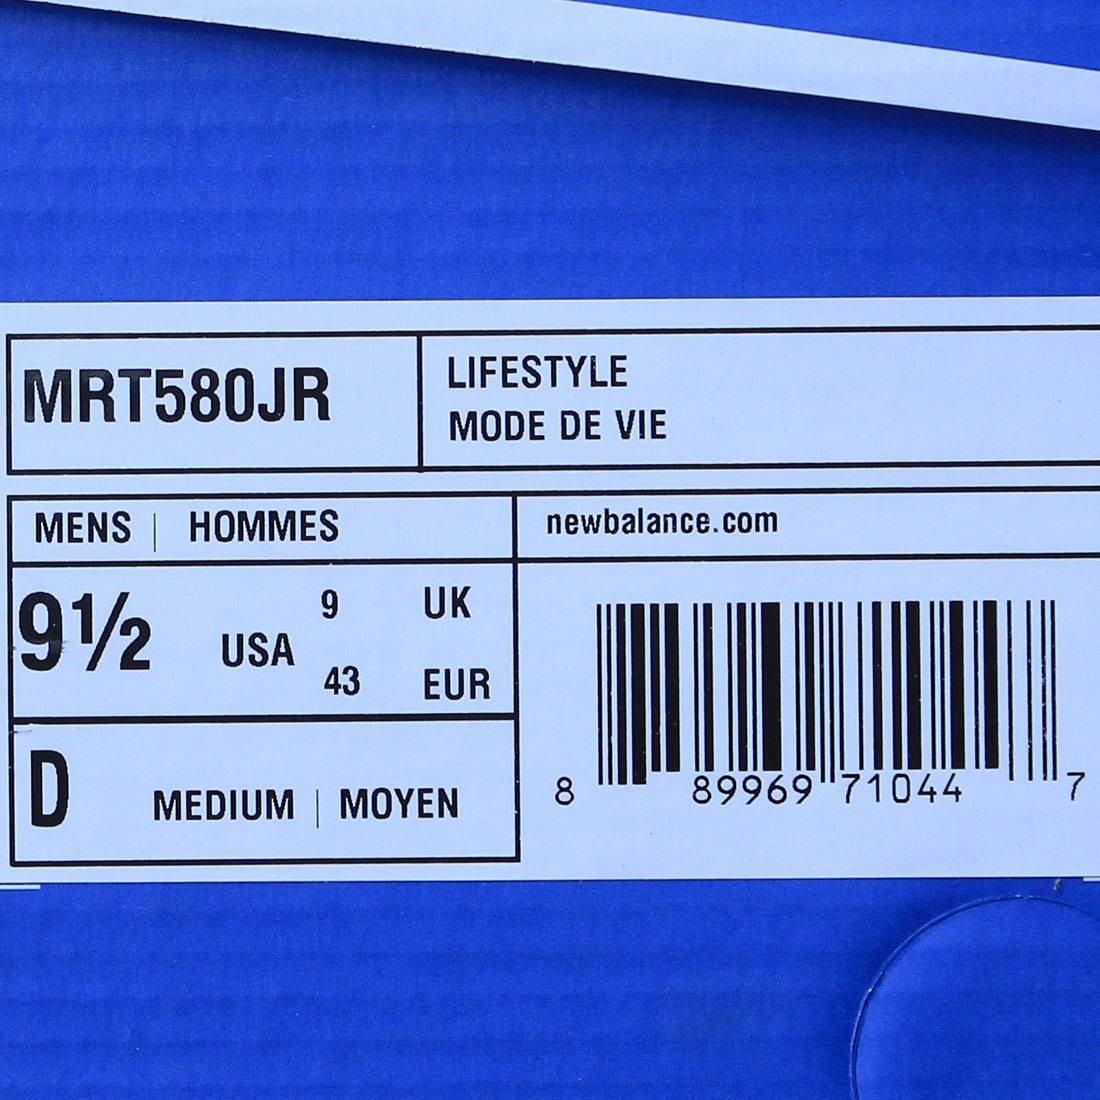 MRT580JR
LIFESTYLE
MODE DE VIE
MENS | HOMMES
newbalance.com
9½ USA
9 UK
43 EUR
D MEDIUM | MOYEN
8 89969 71044 7